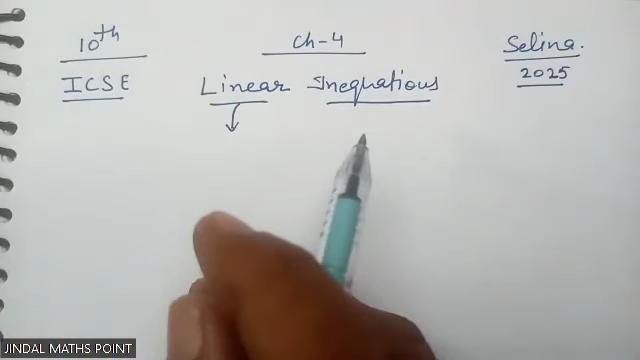 10th Ch-4 Selina.
ICSE Linear Inequations 2025
JINDAL MATHS POINT